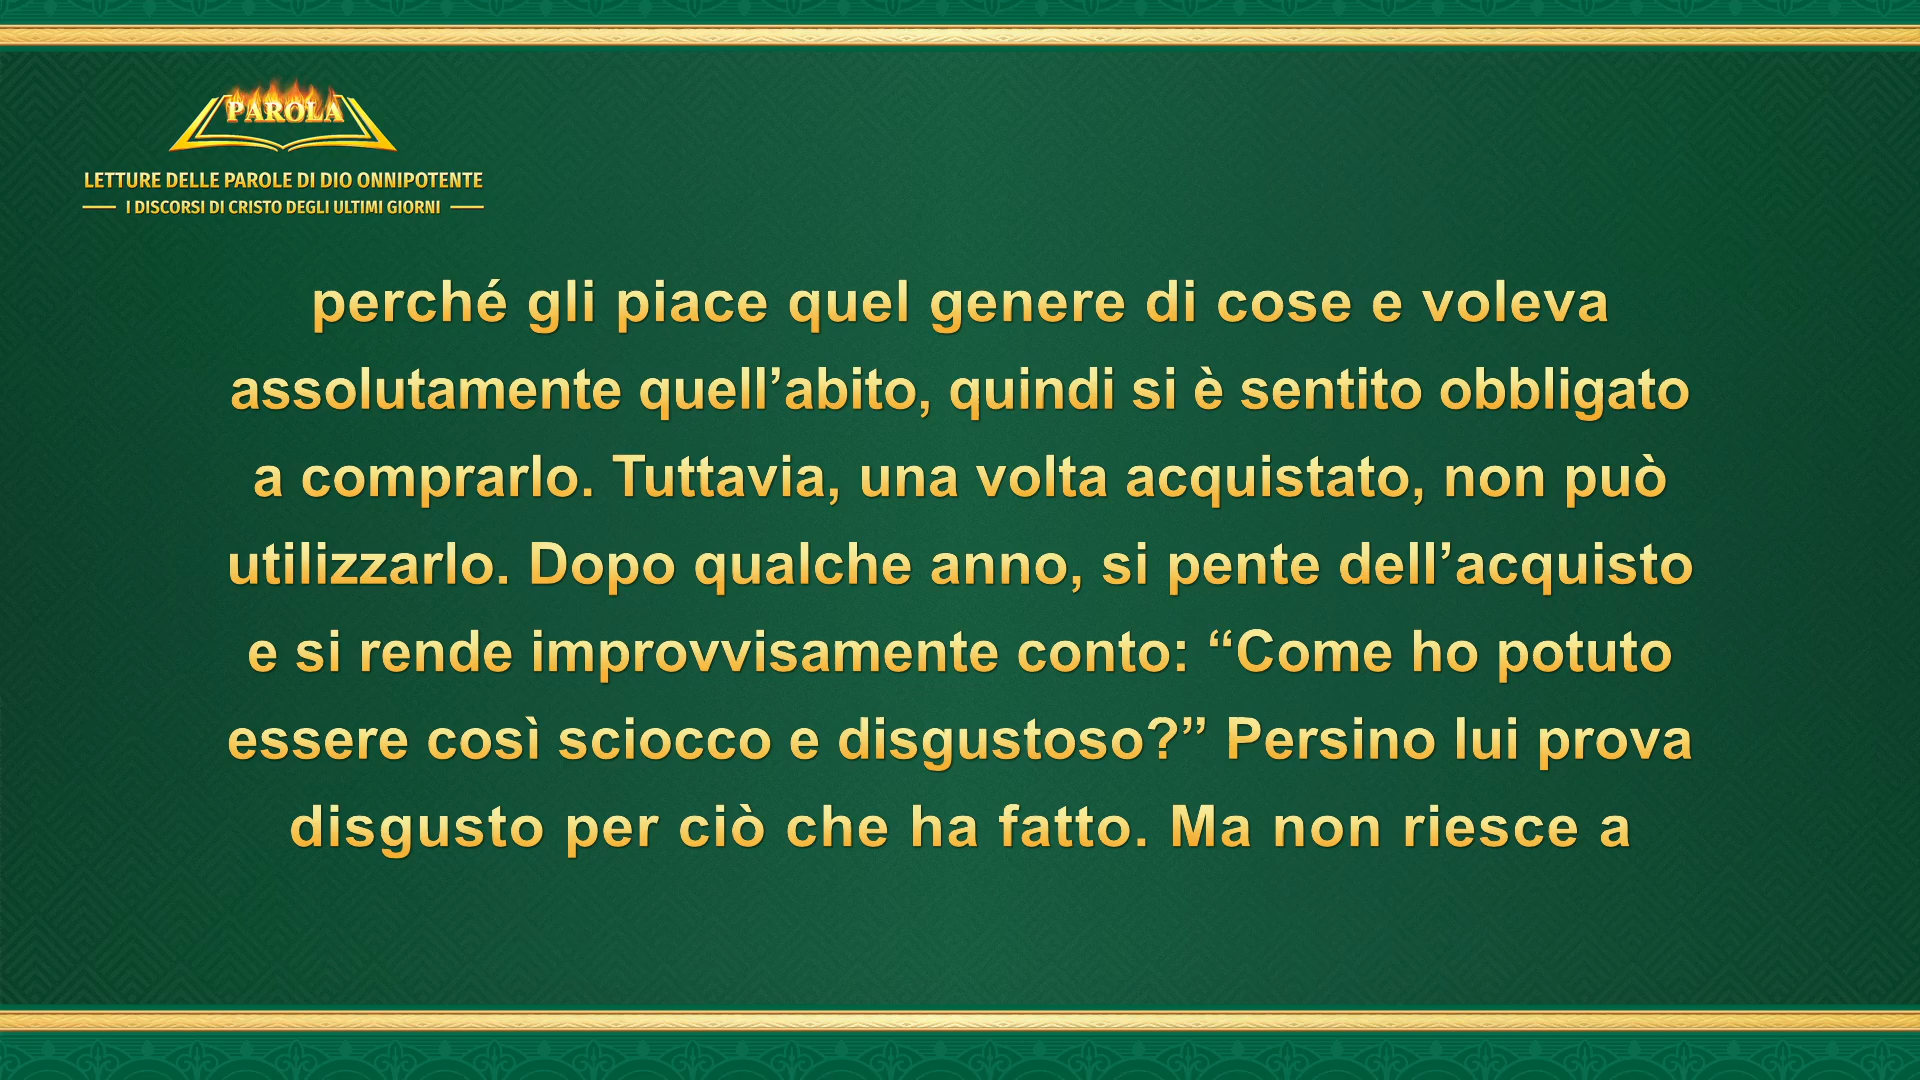 PAROLA
LETTURE DELLE PAROLE DI DIO ONNIPOTENTE
I DISCORSI DI CRISTO DEGLI ULTIMI GIORNI
perché gli piace quel genere di cose e voleva
assolutamente quell’abito, quindi si è sentito obbligato
a comprarlo. Tuttavia, una volta acquistato, non può
utilizzarlo. Dopo qualche anno, si pente dell’acquisto
e si rende improvvisamente conto: “Come ho potuto
essere così sciocco e disgustoso?” Persino lui prova
disgusto per ciò che ha fatto. Ma non riesce a